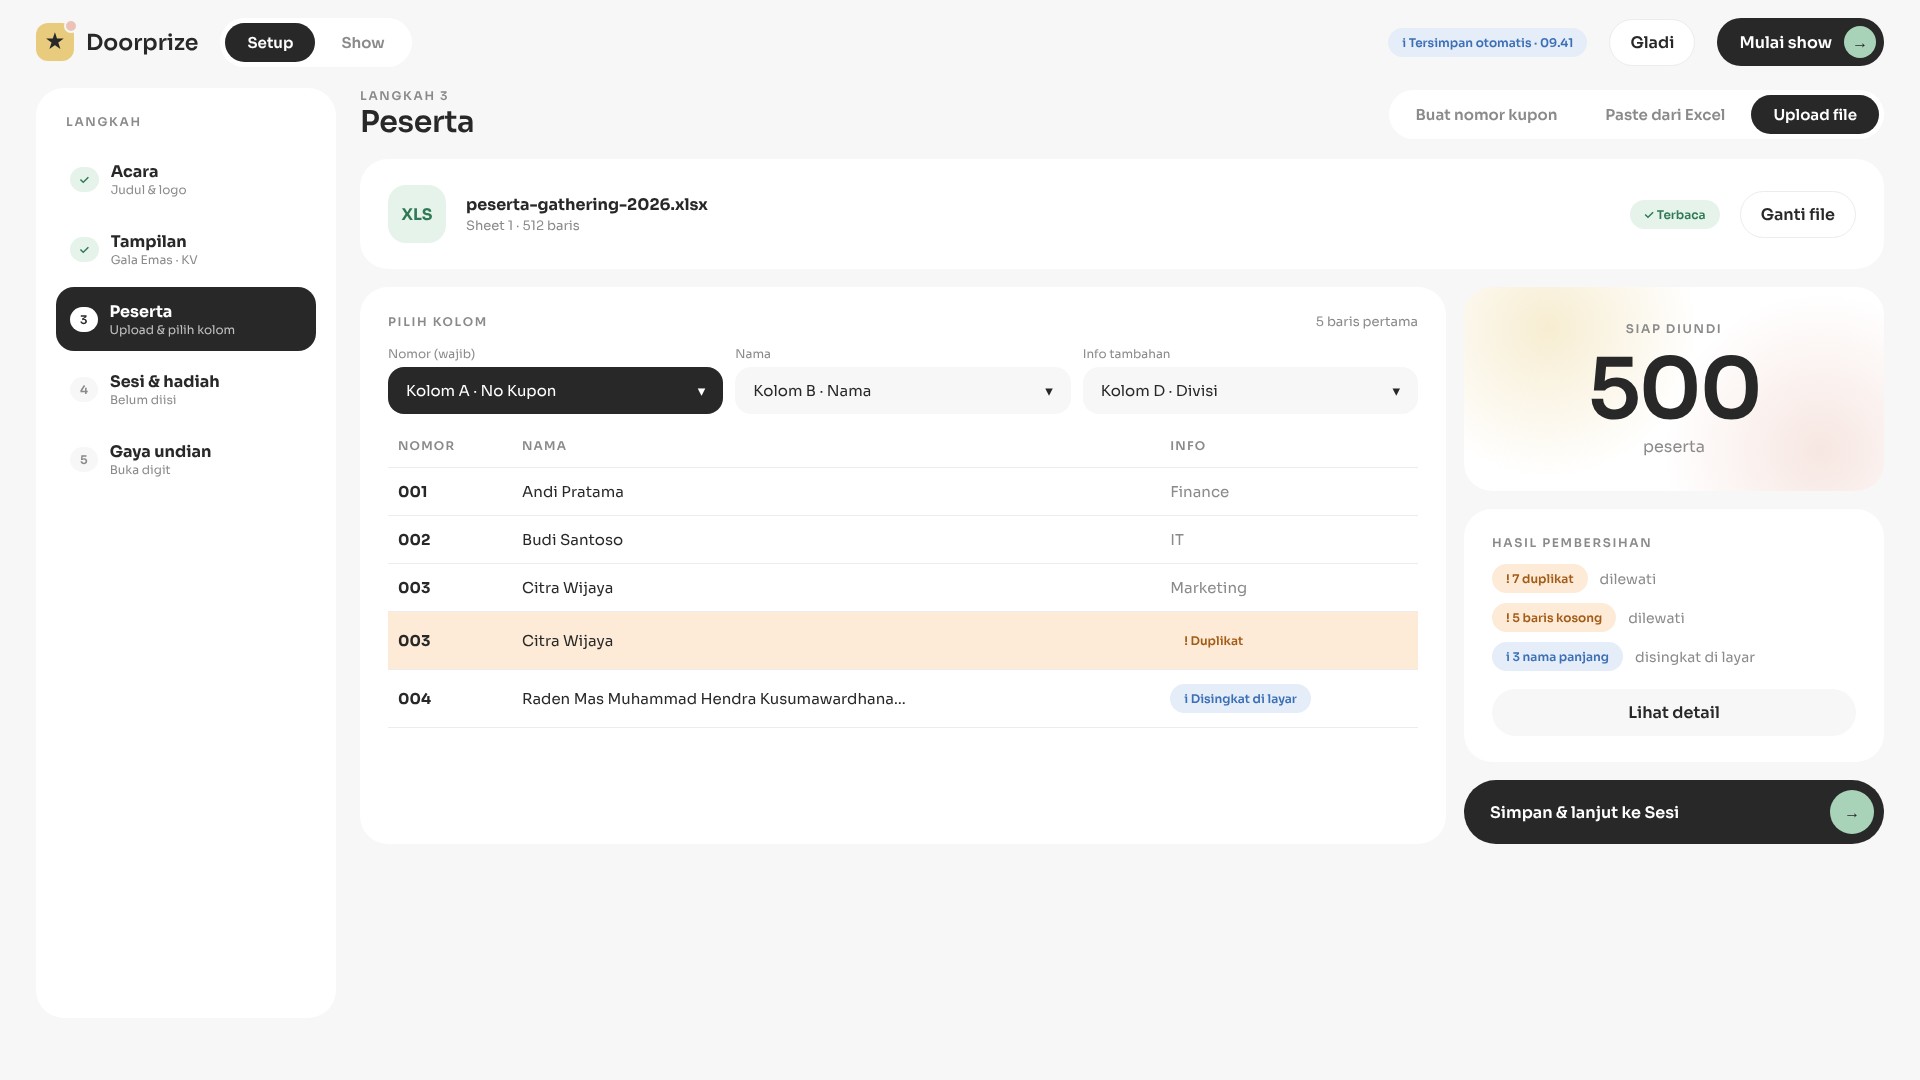 ★ Doorprize
Setup
Show
i Tersimpan otomatis · 09.41
Gladi
Mulai show →
LANGKAH
✓ Acara
Judul & logo
✓ Tampilan
Gala Emas · KV
3 Peserta
Upload & pilih kolom
4 Sesi & hadiah
Belum diisi
5 Gaya undian
Buka digit
LANGKAH 3
Peserta
Buat nomor kupon
Paste dari Excel
Upload file
XLS
peserta-gathering-2026.xlsx
Sheet 1 · 512 baris
✓ Terbaca
Ganti file
PILIH KOLOM
5 baris pertama
Nomor (wajib)
Nama
Info tambahan
Kolom A · No Kupon ▾
Kolom B · Nama ▾
Kolom D · Divisi ▾
NOMOR NAMA INFO
001 Andi Pratama Finance
002 Budi Santoso IT
003 Citra Wijaya Marketing
003 Citra Wijaya ! Duplikat
004 Raden Mas Muhammad Hendra Kusumawardhana... i Disingkat di layar
SIAP DIUNDI
500
peserta
HASIL PEMBERSIHAN
! 7 duplikat dilewati
! 5 baris kosong dilewati
i 3 nama panjang disingkat di layar
Lihat detail
Simpan & lanjut ke Sesi →